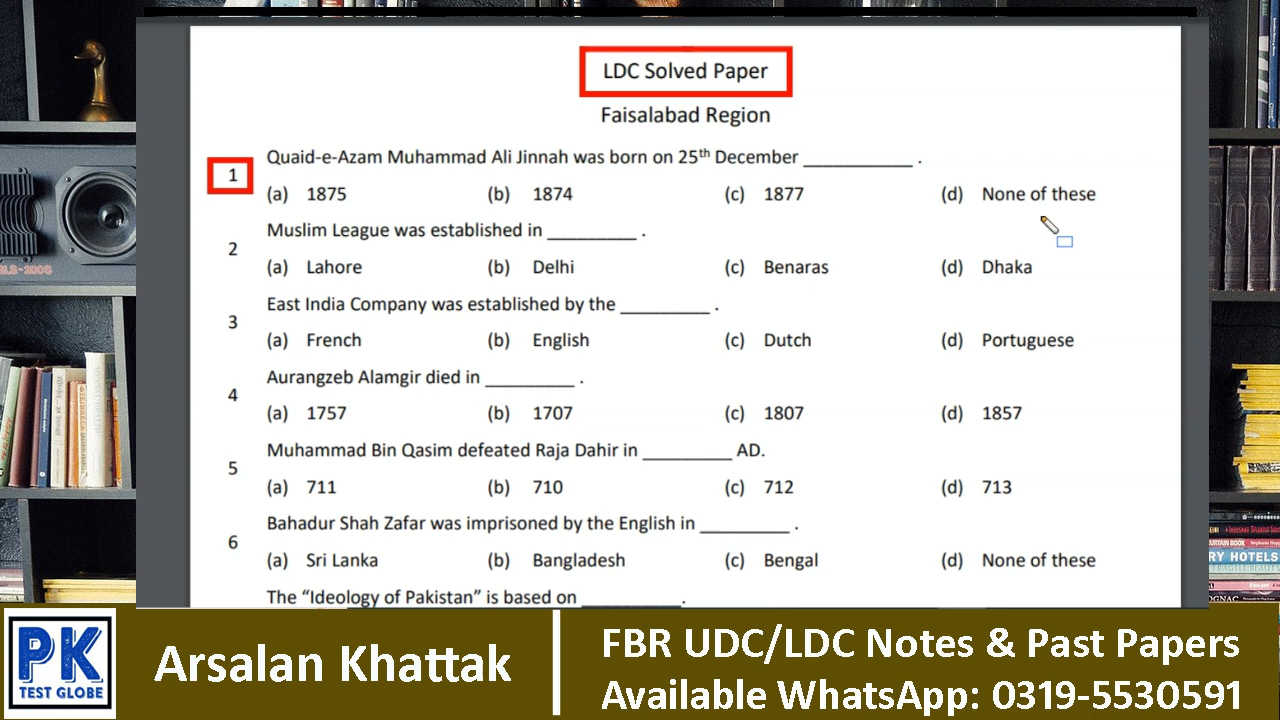 LDC Solved Paper
Faisalabad Region
1
Quaid-e-Azam Muhammad Ali Jinnah was born on 25th December ___________ .
(a) 1875 (b) 1874 (c) 1877 (d) None of these
2
Muslim League was established in _________ .
(a) Lahore (b) Delhi (c) Benaras (d) Dhaka
3
East India Company was established by the _________ .
(a) French (b) English (c) Dutch (d) Portuguese
4
Aurangzeb Alamgir died in _________ .
(a) 1757 (b) 1707 (c) 1807 (d) 1857
5
Muhammad Bin Qasim defeated Raja Dahir in _________ AD.
(a) 711 (b) 710 (c) 712 (d) 713
6
Bahadur Shah Zafar was imprisoned by the English in _________ .
(a) Sri Lanka (b) Bangladesh (c) Bengal (d) None of these
The “Ideology of Pakistan” is based on __________.
RY HOTELS
PK
TEST GLOBE
Arsalan Khattak
FBR UDC/LDC Notes & Past Papers
Available WhatsApp: 0319-5530591